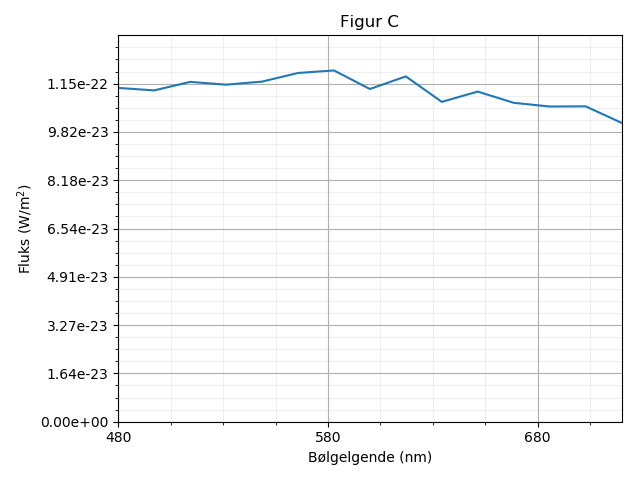 Figur C
Fluks (W/m²)
1.15e-22
9.82e-23
8.18e-23
6.54e-23
4.91e-23
3.27e-23
1.64e-23
0.00e+00
480 580 680
Bølgelgende (nm)